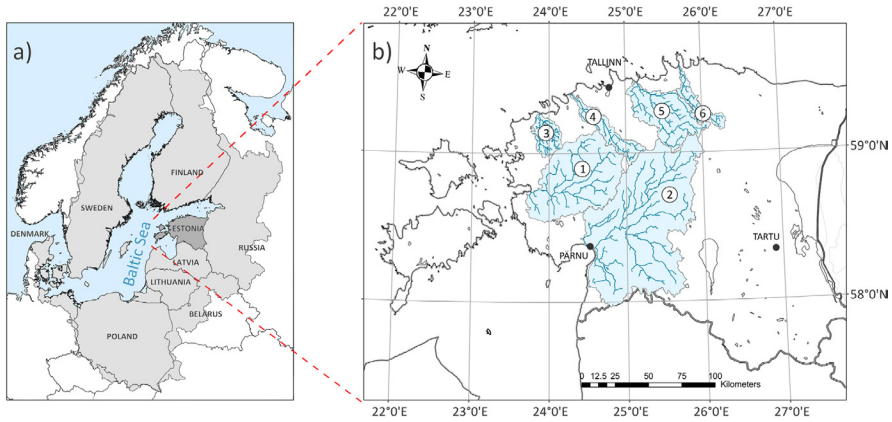 a)
FINLAND
SWEDEN
DENMARK
ESTONIA
Baltic Sea
RUSSIA
LATVIA
LITHUANIA
BELARUS
POLAND
22°0'E 23°0'E 24°0'E 25°0'E 26°0'E 27°0'E
b)
N
W E
S
TALLINN
5
6
4
3
59°0'N
1
2
PÄRNU
TARTU
58°0'N
0 12.5 25 50 75 100
Kilometers
22°0'E 23°0'E 24°0'E 25°0'E 26°0'E 27°0'E